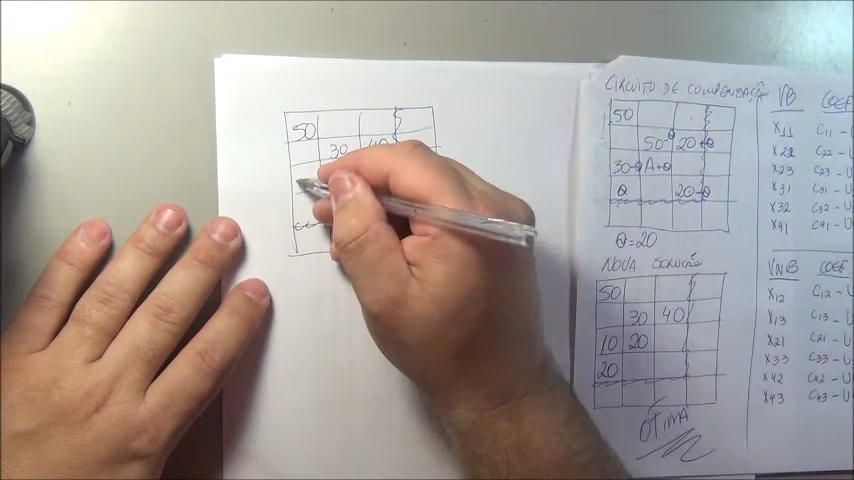 50
30 40
CIRCUITO DE COMPENSAÇÃO
50
50-θ 20+θ
30-θ A+θ
θ 20-θ
θ=20
NOVA SOLUÇÃO
50
30 40
10 20
20
ÓTIMA
VB COEF
X11 C11-U
X22 C22-U
X23 C23-U
X31 C31-U
X32 C32-U
X41 C41-U
VNB COEF
X12 C12-U
X13 C13-U
X21 C21-U
X33 C33-U
X42 C42-U
X43 C43-U